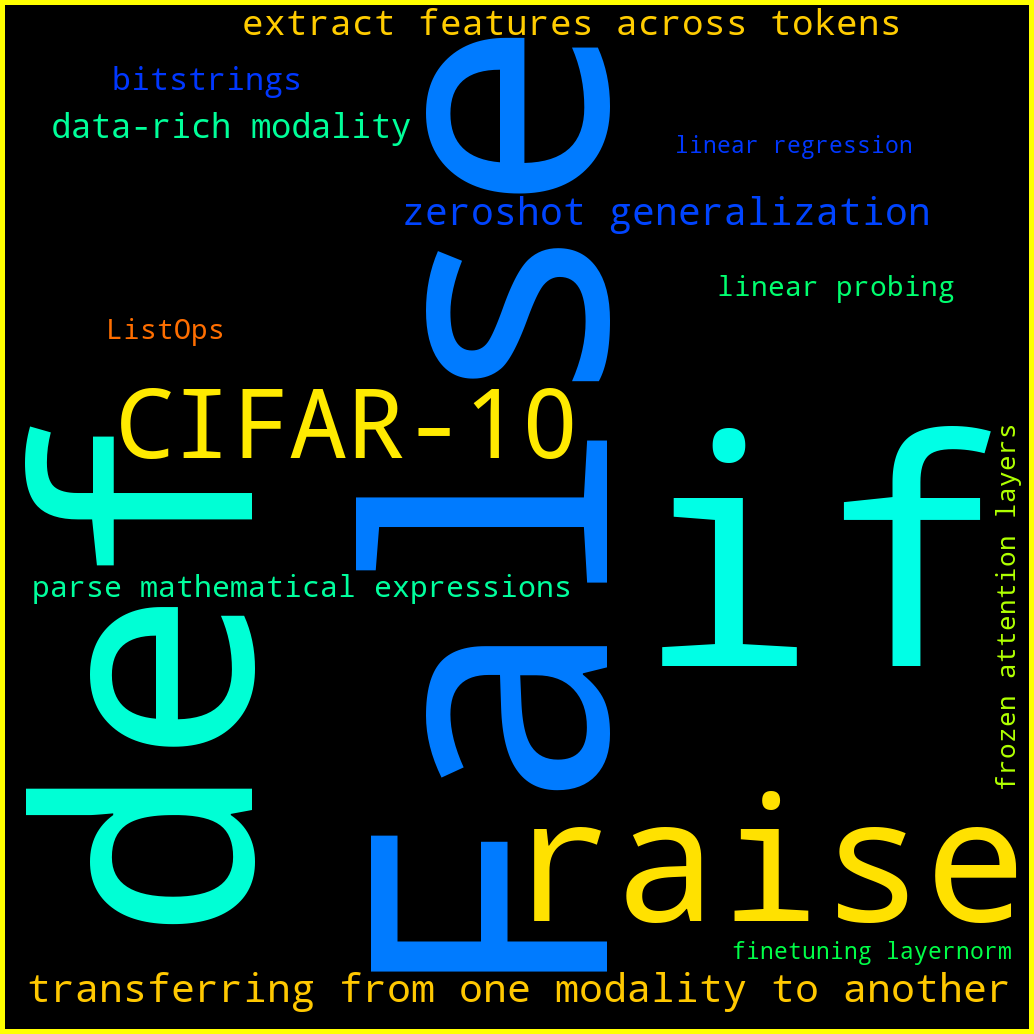 extract features across tokens
bitstrings
data-rich modality
linear regression
zeroshot generalization
linear probing
ListOps
CIFAR-10
False
def
if
frozen attention layers
parse mathematical expressions
raise
finetuning layernorm
transferring from one modality to another